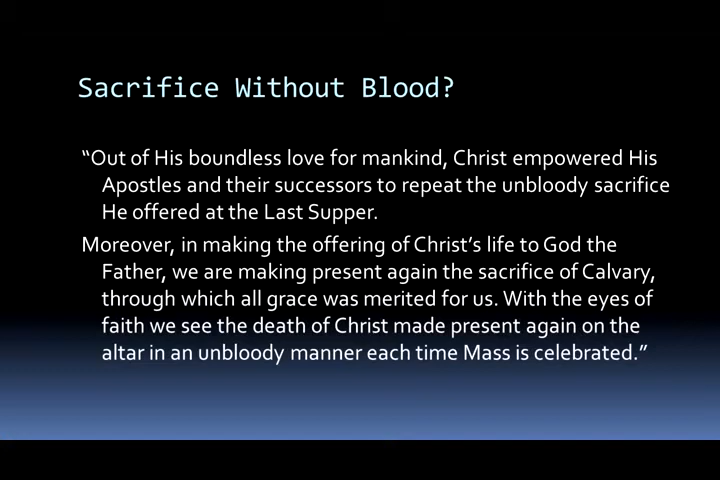 Sacrifice Without Blood?
“Out of His boundless love for mankind, Christ empowered His
Apostles and their successors to repeat the unbloody sacrifice
He offered at the Last Supper.
Moreover, in making the offering of Christ’s life to God the
Father, we are making present again the sacrifice of Calvary,
through which all grace was merited for us. With the eyes of
faith we see the death of Christ made present again on the
altar in an unbloody manner each time Mass is celebrated.”